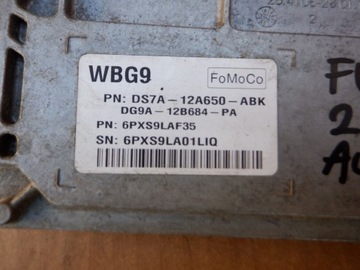 WBG9
FoMoCo
PN: DS7A-12A650-ABK
DG9A-12B684-PA
PN: 6PXS9LAF35
SN: 6PXS9LA01LIQ